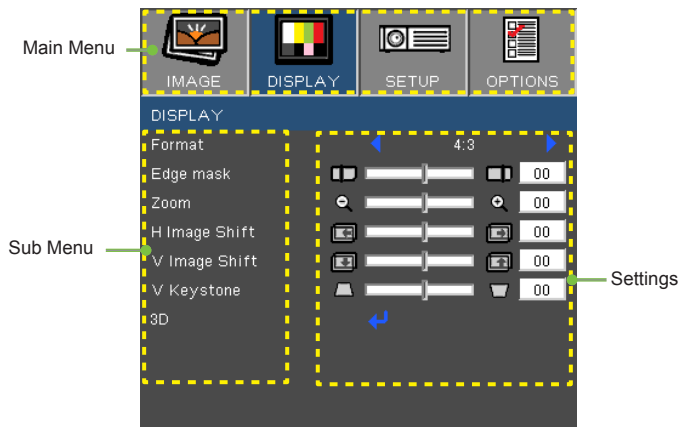 Main Menu
IMAGE DISPLAY SETUP OPTIONS
DISPLAY
Format 4:3
Edge mask 00
Zoom 00
H Image Shift 00
Sub Menu
V Image Shift 00
Settings
V Keystone 00
3D